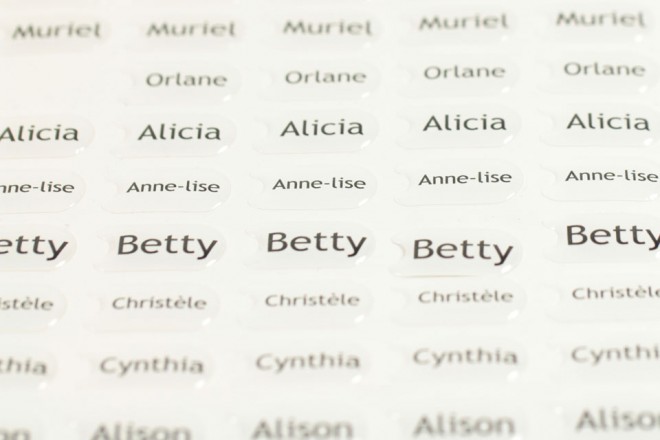 Muriel Muriel Muriel Muriel Muriel
Orlane Orlane Orlane Orlane
Alicia Alicia Alicia Alicia Alicia
nne-lise Anne-lise Anne-lise Anne-lise Anne-lise
etty Betty Betty Betty Betty
istèle Christèle Christèle Christèle Christèle
thia Cynthia Cynthia Cynthia Cynthi
on Alison Alison Alison Aliso